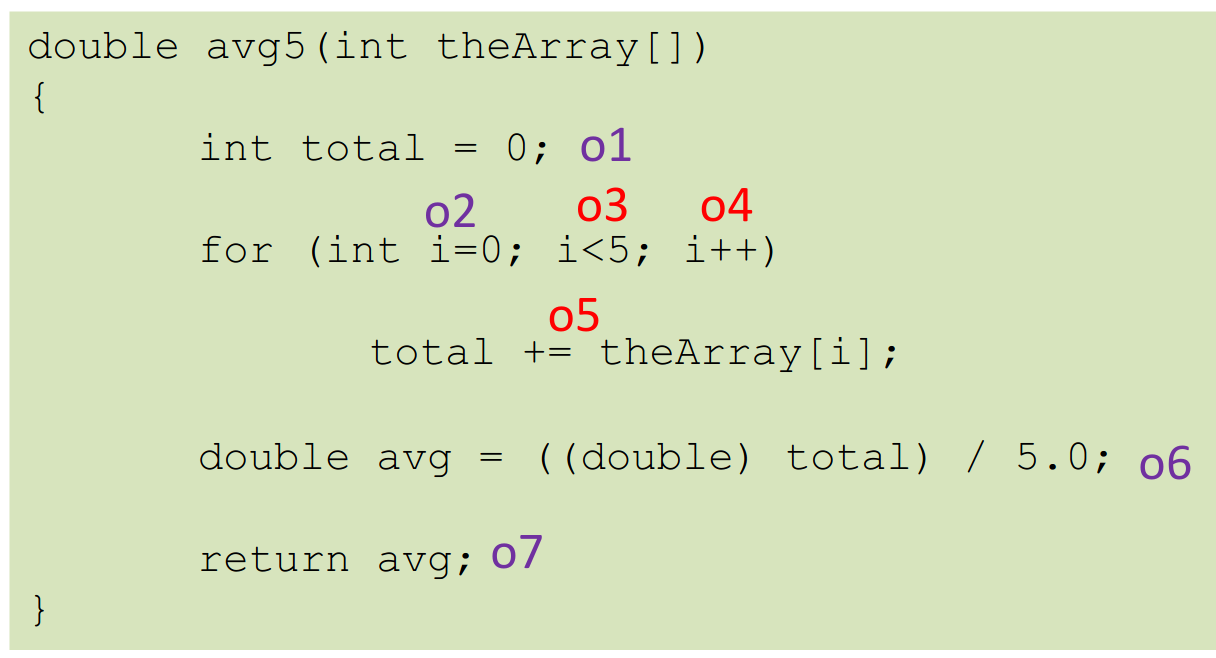 double avg5(int theArray[])
{
int total = 0; o1
o2 o3 o4
for (int i=0; i<5; i++)
o5
total += theArray[i];
double avg = ((double) total) / 5.0; o6
return avg; o7
}